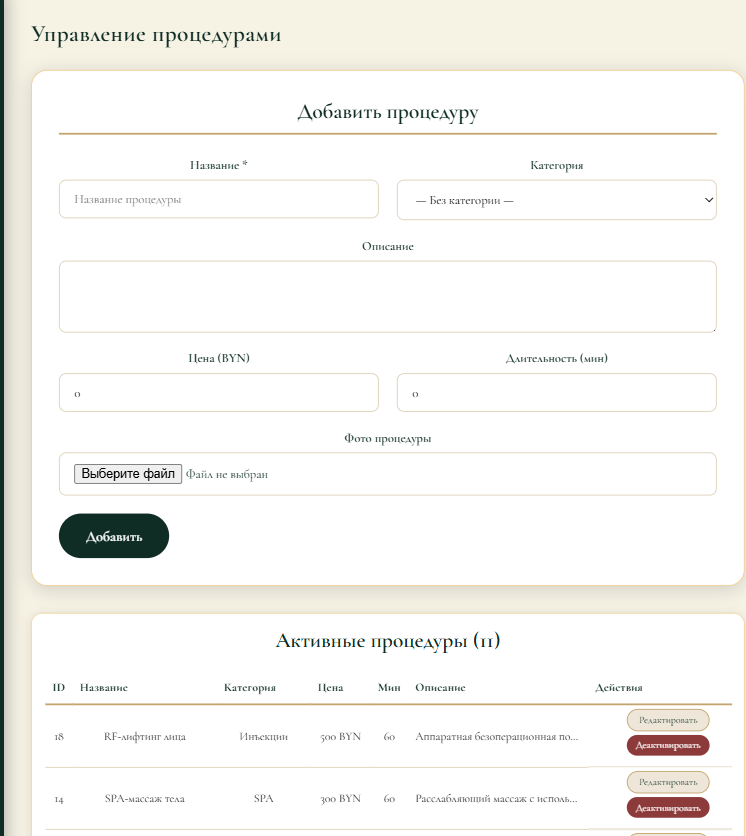 Управление процедурами
Добавить процедуру
Название * Категория
Название процедуры — Без категории —
Описание
Цена (BYN) Длительность (мин)
0 0
Фото процедуры
Выберите файл Файл не выбран
Добавить
Активные процедуры (11)
ID Название Категория Цена Мин Описание Действия
18 RF-лифтинг лица Инъекции 500 BYN 60 Аппаратная безоперационная по... Редактировать
Деактивировать
14 SPA-массаж тела SPA 300 BYN 60 Расслабляющий массаж с исполь... Редактировать
Деактивировать